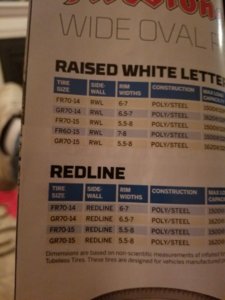 WIDE OVAL
RAISED WHITE LETTE
TIRE SIZE SIDE-WALL RIM WIDTHS CONSTRUCTION MAX LOAD
FR70-14 RWL 6-7 POLY/STEEL
GR70-14 RWL 6.5-7 POLY/STEEL
FR70-15 RWL 5.5-8 POLY/STEEL
FR60-15 RWL 7-8 POLY/STEEL
GR70-15 RWL 5.5-8 POLY/STEEL
REDLINE
TIRE SIZE SIDE-WALL RIM WIDTHS CONSTRUCTION MAX LOAD
FR70-14 REDLINE 6-7 POLY/STEEL
GR70-14 REDLINE 6.5-7 POLY/STEEL
FR70-15 REDLINE 5.5-8 POLY/STEEL
GR70-15 REDLINE 5.5-8 POLY/STEEL
Dimensions are based on non-scientific measurements of inflated
Tubeless Tires. These tires are designed for vehicles manufactured